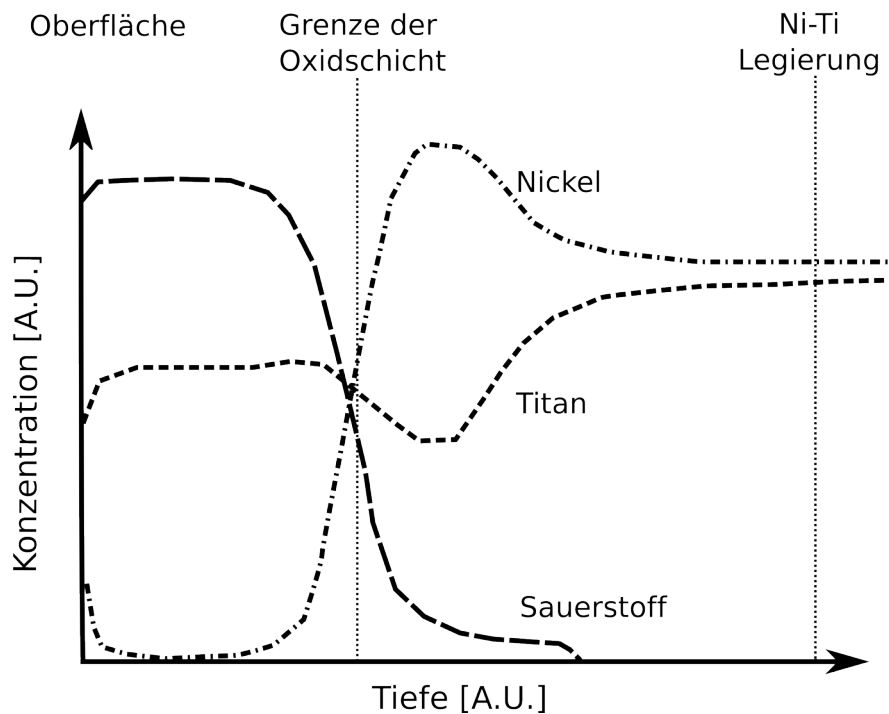 Oberfläche
Grenze der
Oxidschicht
Ni-Ti
Legierung
Nickel
Titan
Sauerstoff
Konzentration [A.U.]
Tiefe [A.U.]